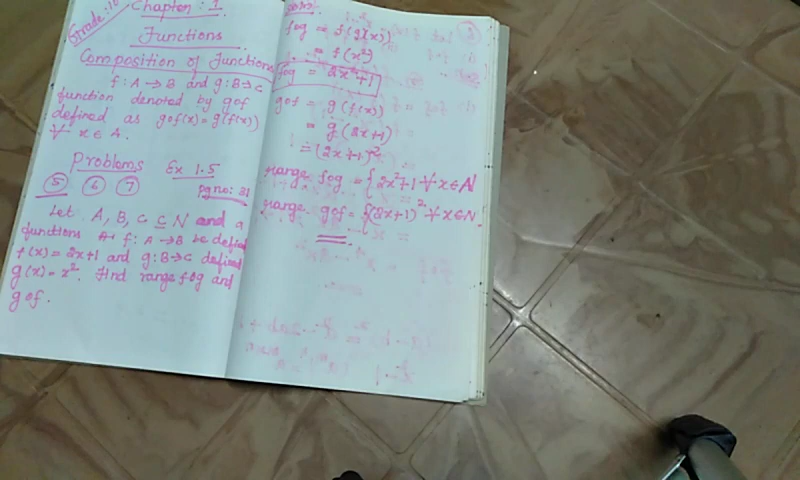 Grade: 10
Chapter: 1
Functions
Composition of Functions
f: A → B and g: B → C
function denoted by gof
defined as gof(x) = g(f(x))
∀ x ∈ A.
Problems Ex 1.5
5 6 7 pg no: 31
Let A, B, C ⊆ N and a
functions f: A → B be defined
f(x) = 2x+1 and g: B → C defined
g(x) = x². Find range fog and
gof.
fog = f(g(x))
= f(x²)
fog = 2x²+1
gof = g(f(x))
= g(2x+1)
= (2x+1)²
range fog = {2x²+1 ∀ x ∈ N
range gof = {(2x+1)² ∀ x ∈ N.